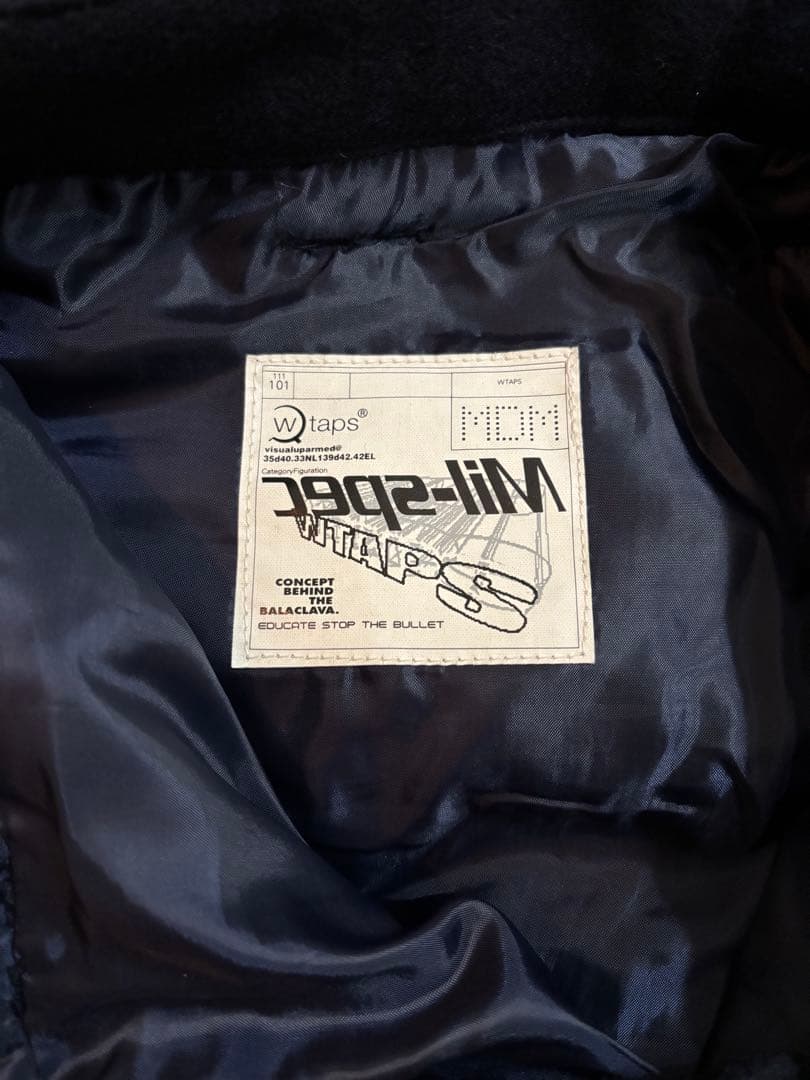 111
101
WTAPS
W taps®
MDM
visualuparmed@
35d40.33NL139d42.42EL
CategoryFiguration
Mil-spec
WTAPS
CONCEPT
BEHIND
THE
BALACLAVA.
EDUCATE STOP THE BULLET